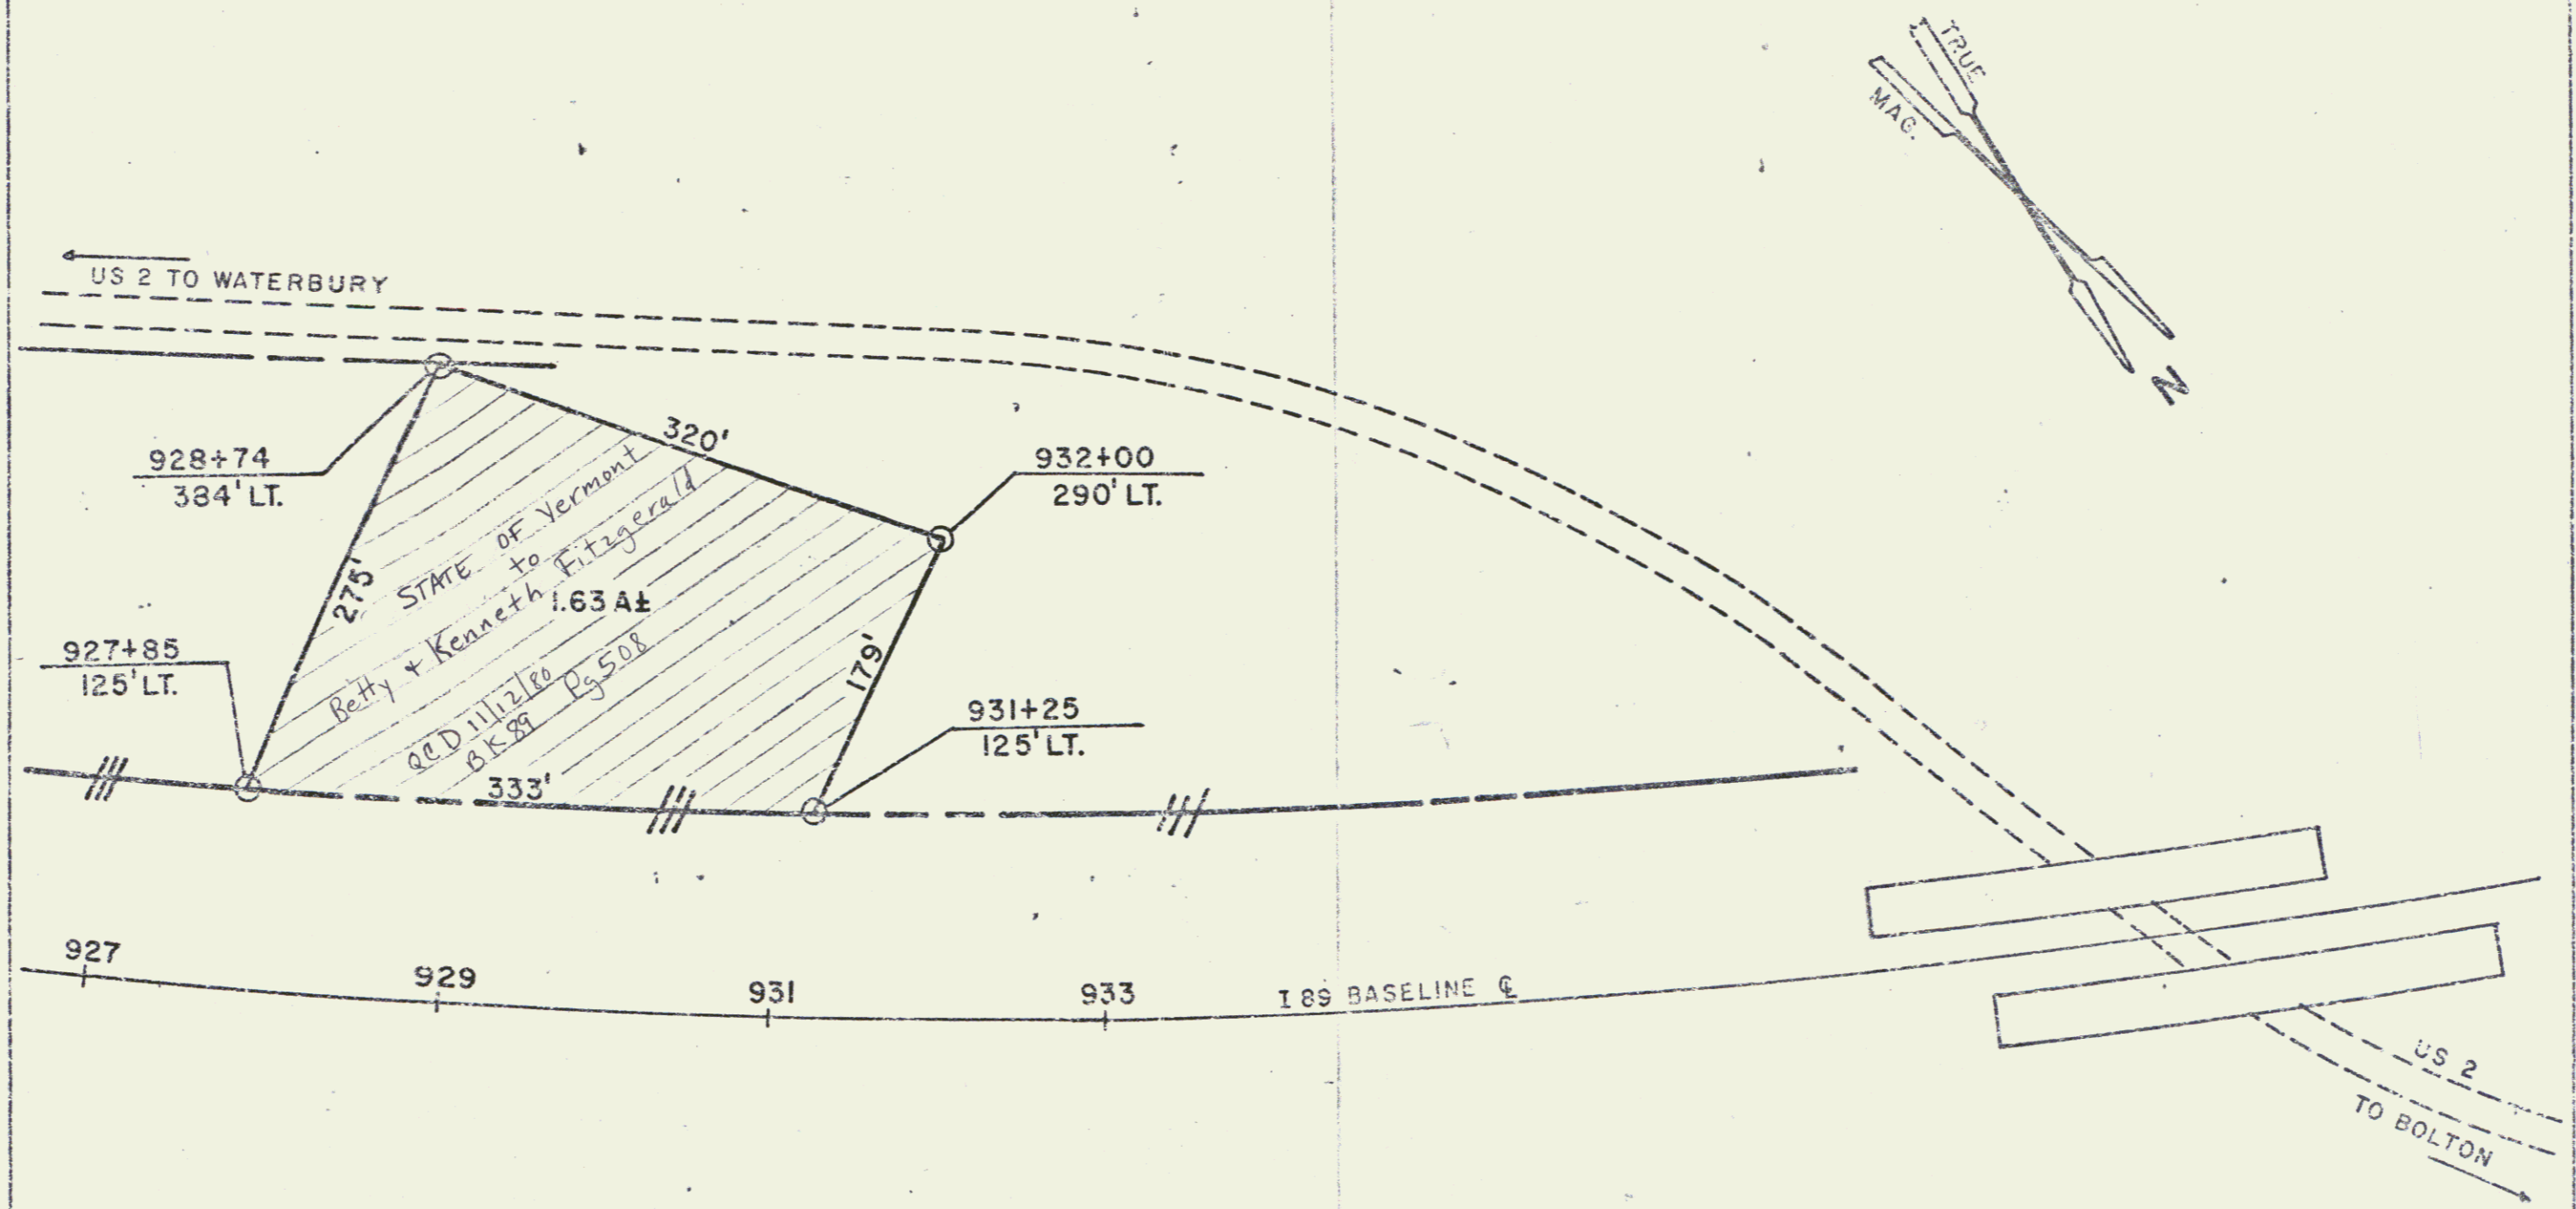 TRUE
MAG.
N
US 2 TO WATERBURY
320'
928+74
384' LT.
932+00
290' LT.
275'
STATE OF Vermont
to
Betty + Kenneth Fitzgerald
1.63 A±
QCD 11/12/80
BK 89 Pg 508
179'
927+85
125' LT.
931+25
125' LT.
333'
927
929
931
933
I 89 BASELINE ℄
US 2
TO BOLTON